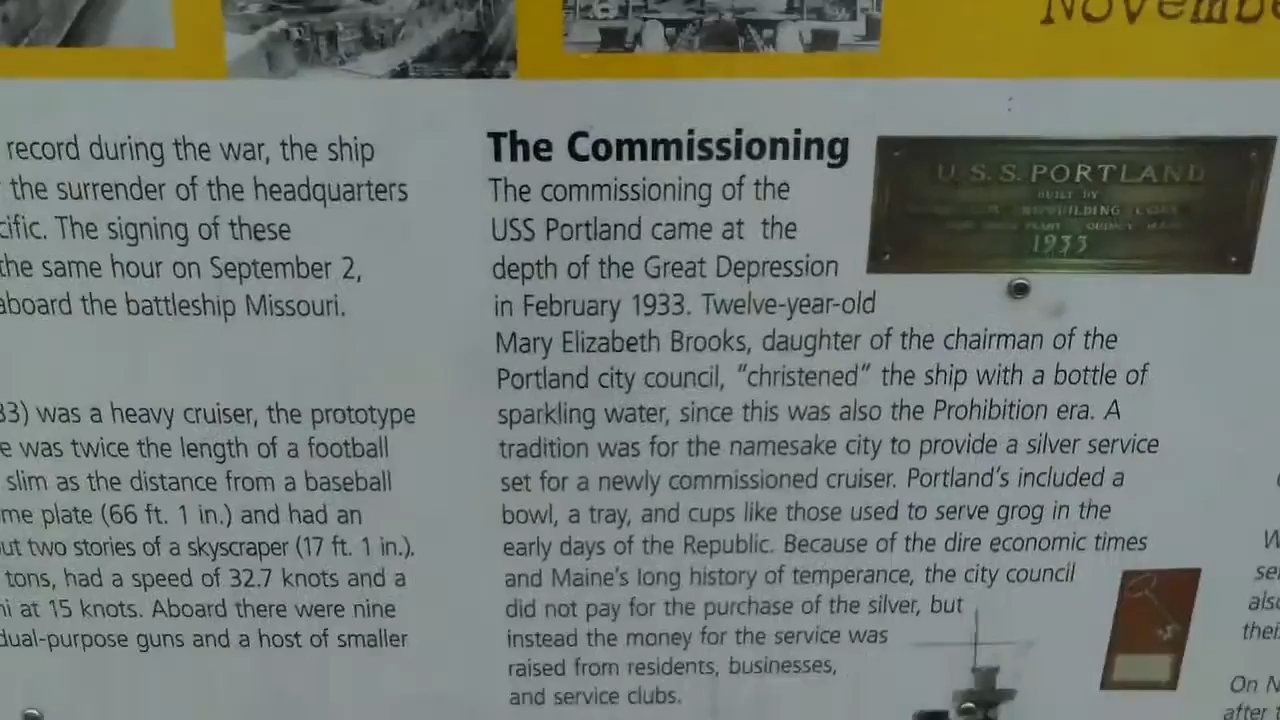 Novembe
record during the war, the ship
the surrender of the headquarters
cific. The signing of these
the same hour on September 2,
aboard the battleship Missouri.
33) was a heavy cruiser, the prototype
e was twice the length of a football
slim as the distance from a baseball
me plate (66 ft. 1 in.) and had an
ut two stories of a skyscraper (17 ft. 1 in.).
tons, had a speed of 32.7 knots and a
mi at 15 knots. Aboard there were nine
dual-purpose guns and a host of smaller
The Commissioning
The commissioning of the
USS Portland came at the
depth of the Great Depression
in February 1933. Twelve-year-old
Mary Elizabeth Brooks, daughter of the chairman of the
Portland city council, “christened” the ship with a bottle of
sparkling water, since this was also the Prohibition era. A
tradition was for the namesake city to provide a silver service
set for a newly commissioned cruiser. Portland's included a
bowl, a tray, and cups like those used to serve grog in the
early days of the Republic. Because of the dire economic times
and Maine's long history of temperance, the city council
did not pay for the purchase of the silver, but
instead the money for the service was
raised from residents, businesses,
and service clubs.
U.S.S. PORTLAND
BUILT BY
SHIPBUILDING CORP.
PLANT QUINCY MASS.
1933
W
se
also
thei
On N
after